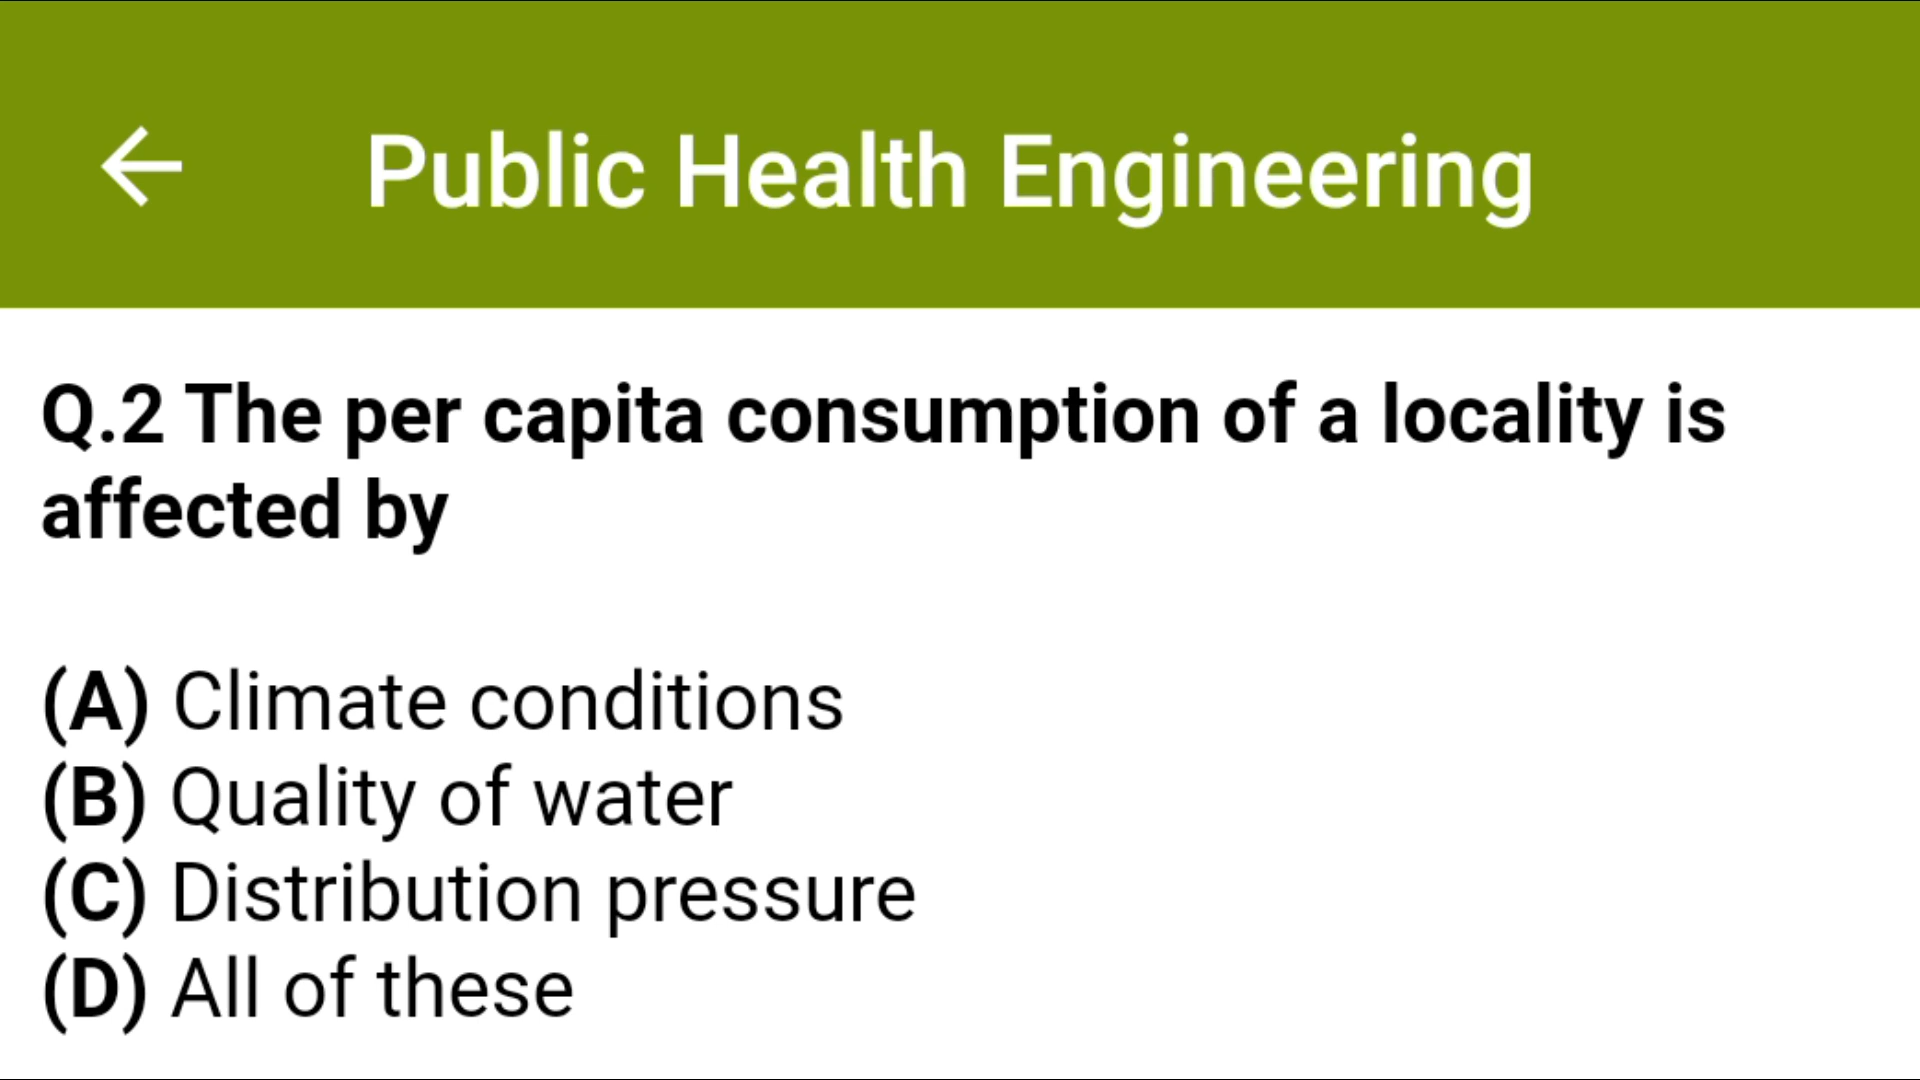 Public Health Engineering
Q.2 The per capita consumption of a locality is
affected by
(A) Climate conditions
(B) Quality of water
(C) Distribution pressure
(D) All of these